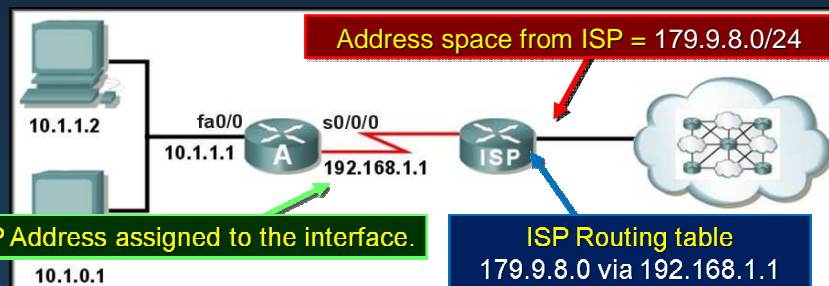 Address space from ISP = 179.9.8.0/24
10.1.1.2
fa0/0
s0/0/0
10.1.1.1
A
192.168.1.1
ISP
P Address assigned to the interface.
ISP Routing table
179.9.8.0 via 192.168.1.1
10.1.0.1